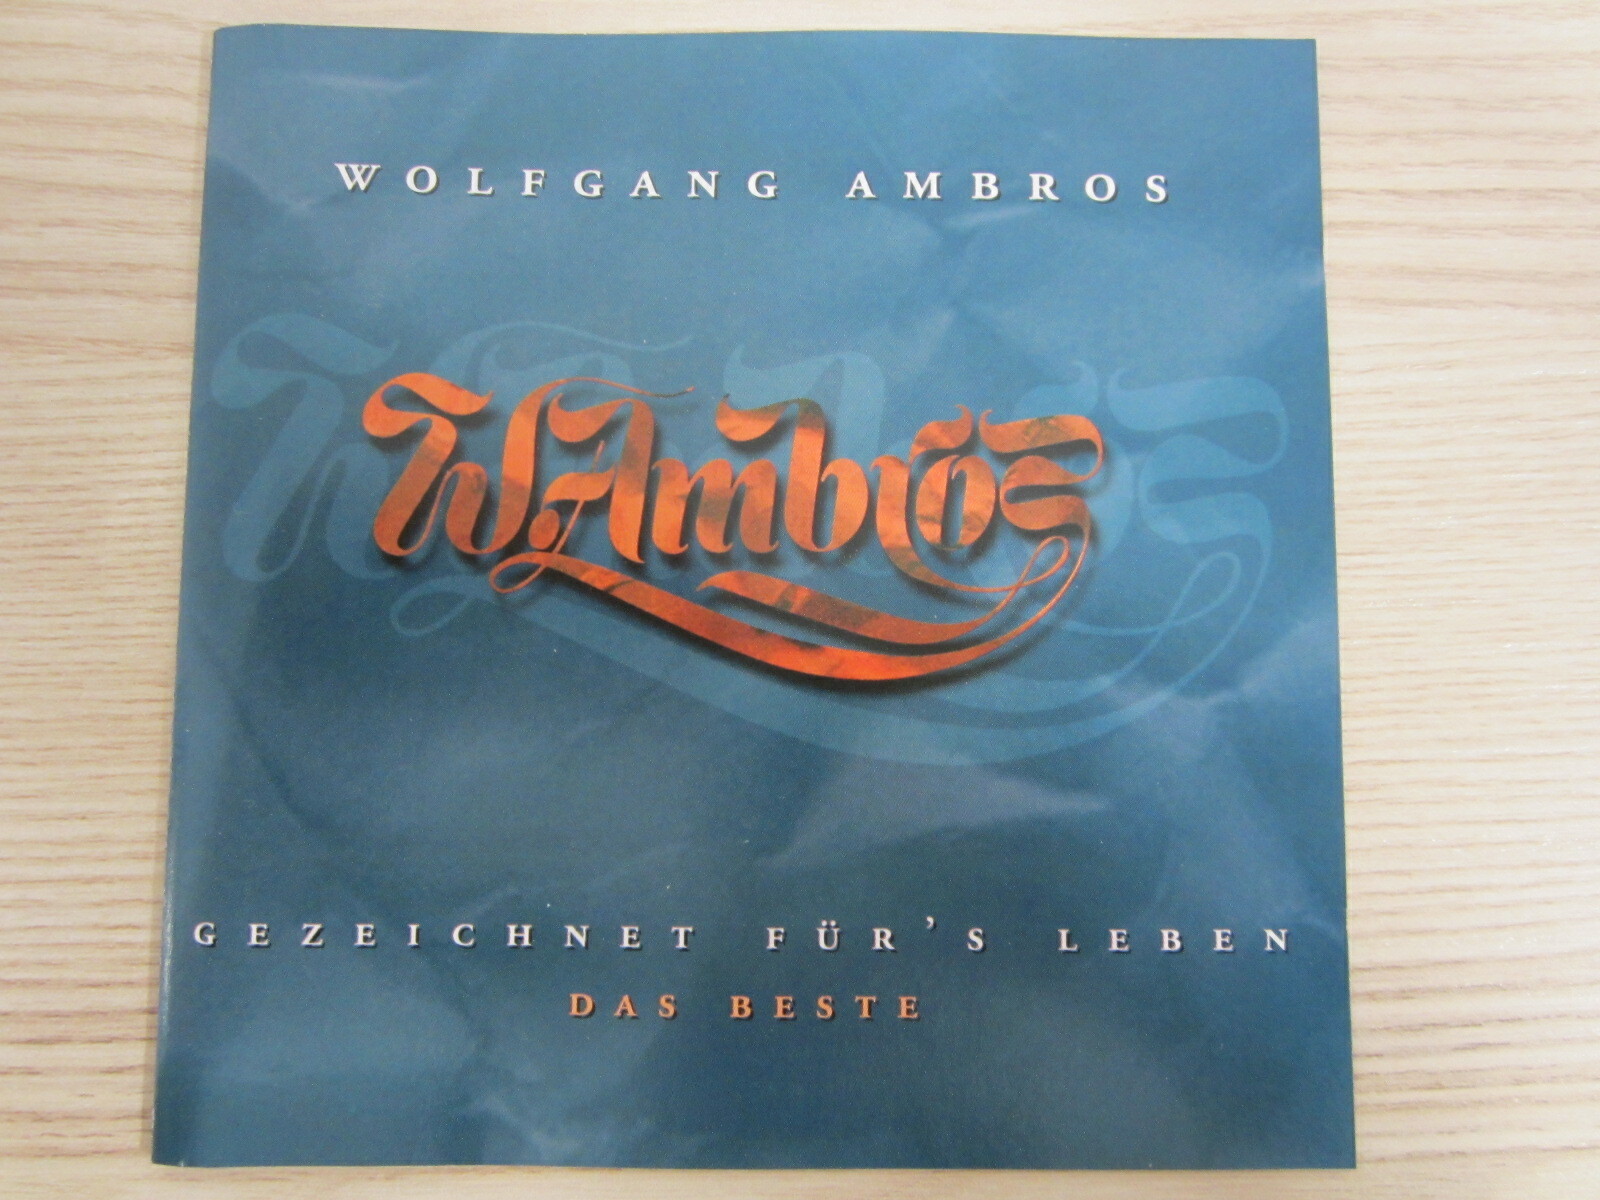 WOLFGANG AMBROS
W. Ambros
GEZEICHNET FÜR'S LEBEN
DAS BESTE